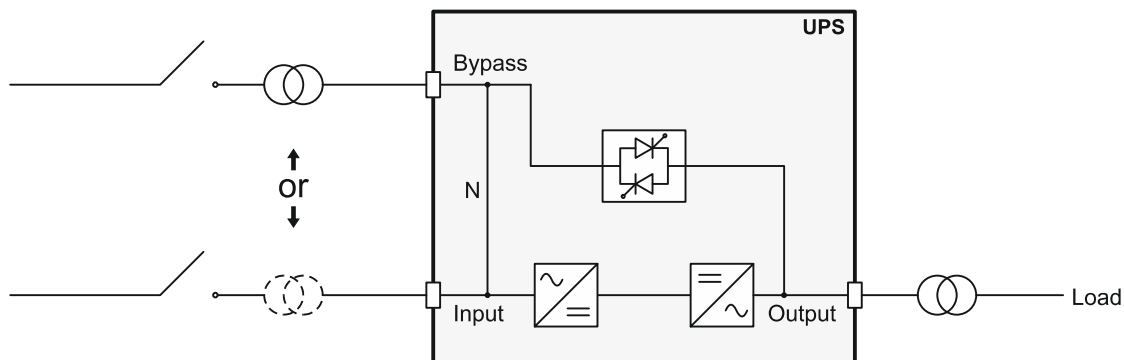 UPS
Bypass
or
N
Input
Output
Load